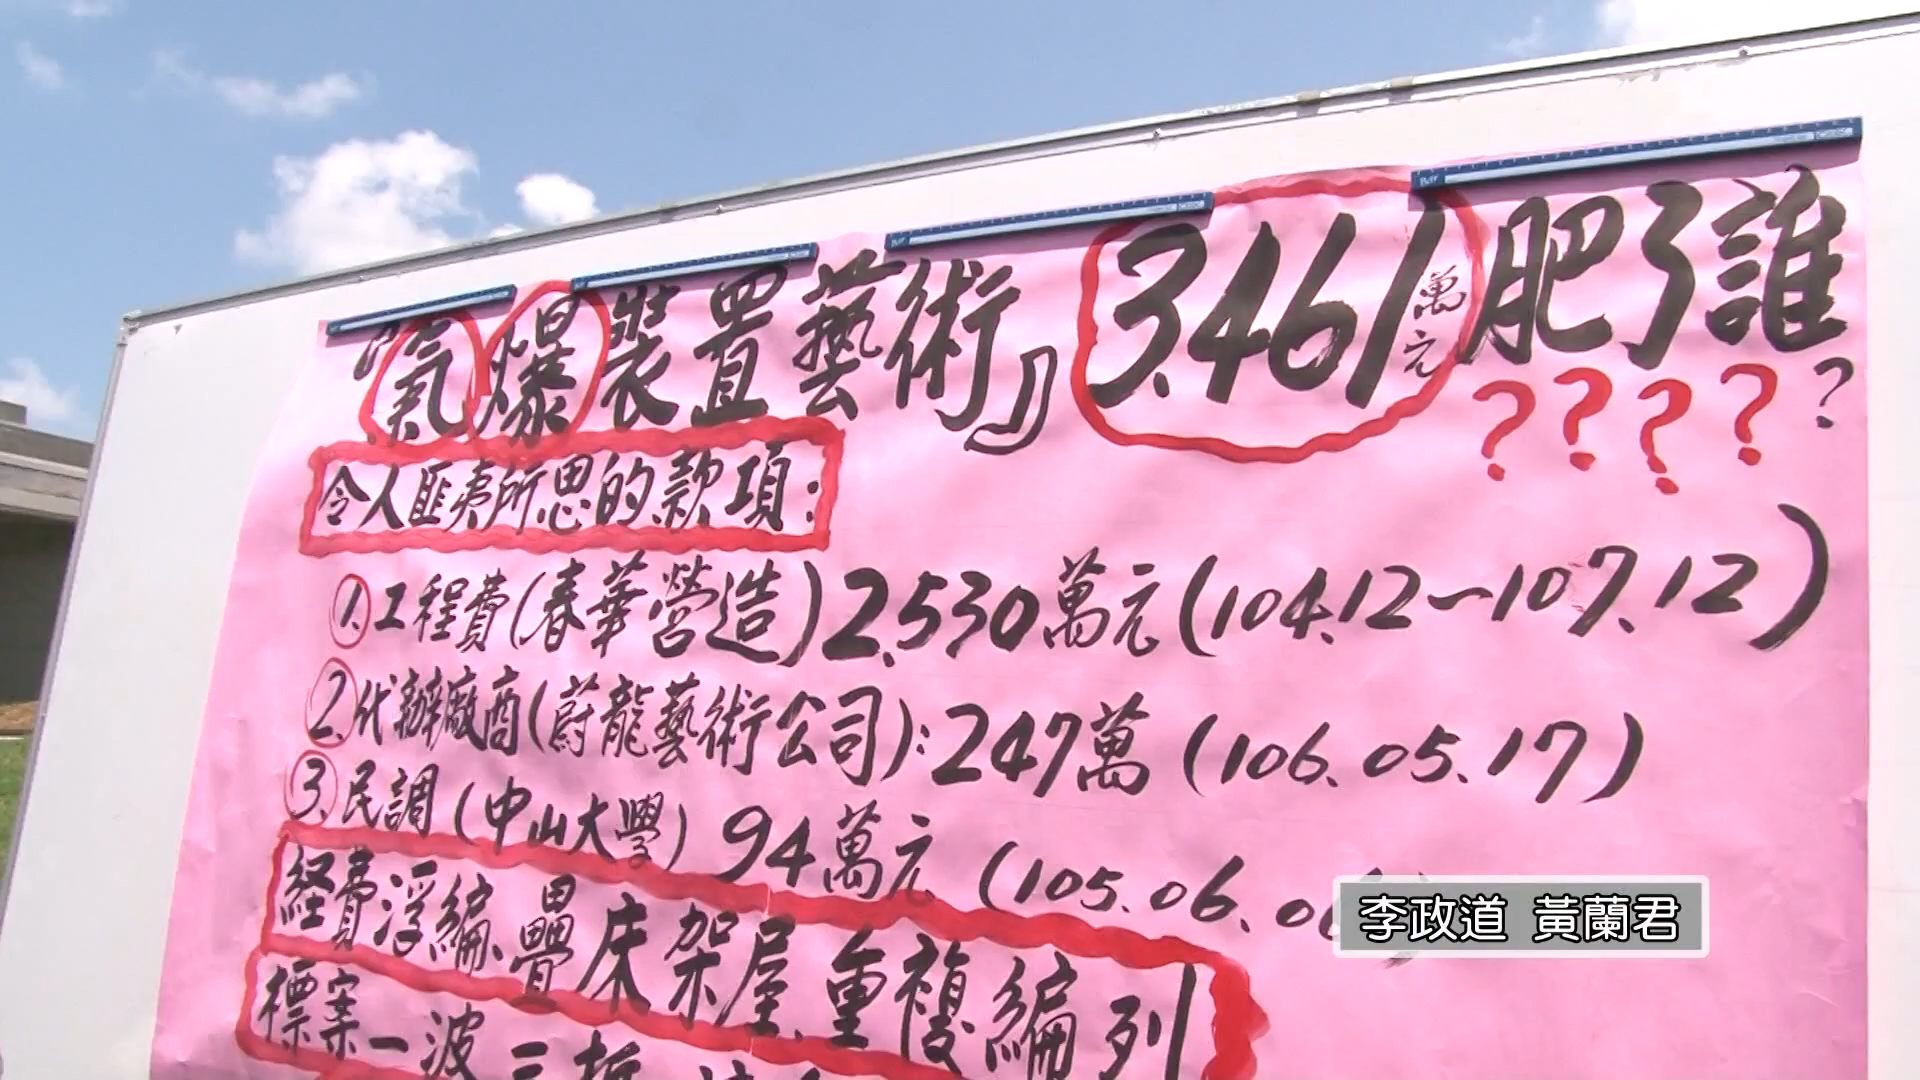 『氣爆裝置藝術』3.461萬元肥了誰?
????
令人匪夷所思的款項:
1.工程費(春華營造)2.530萬元(104.12~107.12)
2.代辦廠商(蔚龍藝術公司):247萬(106.05.17)
3.民調(中山大學)94萬元(105.06.0
経費浮編、疊床架屋、重複編列
標案一波三折
李政道 黃蘭君